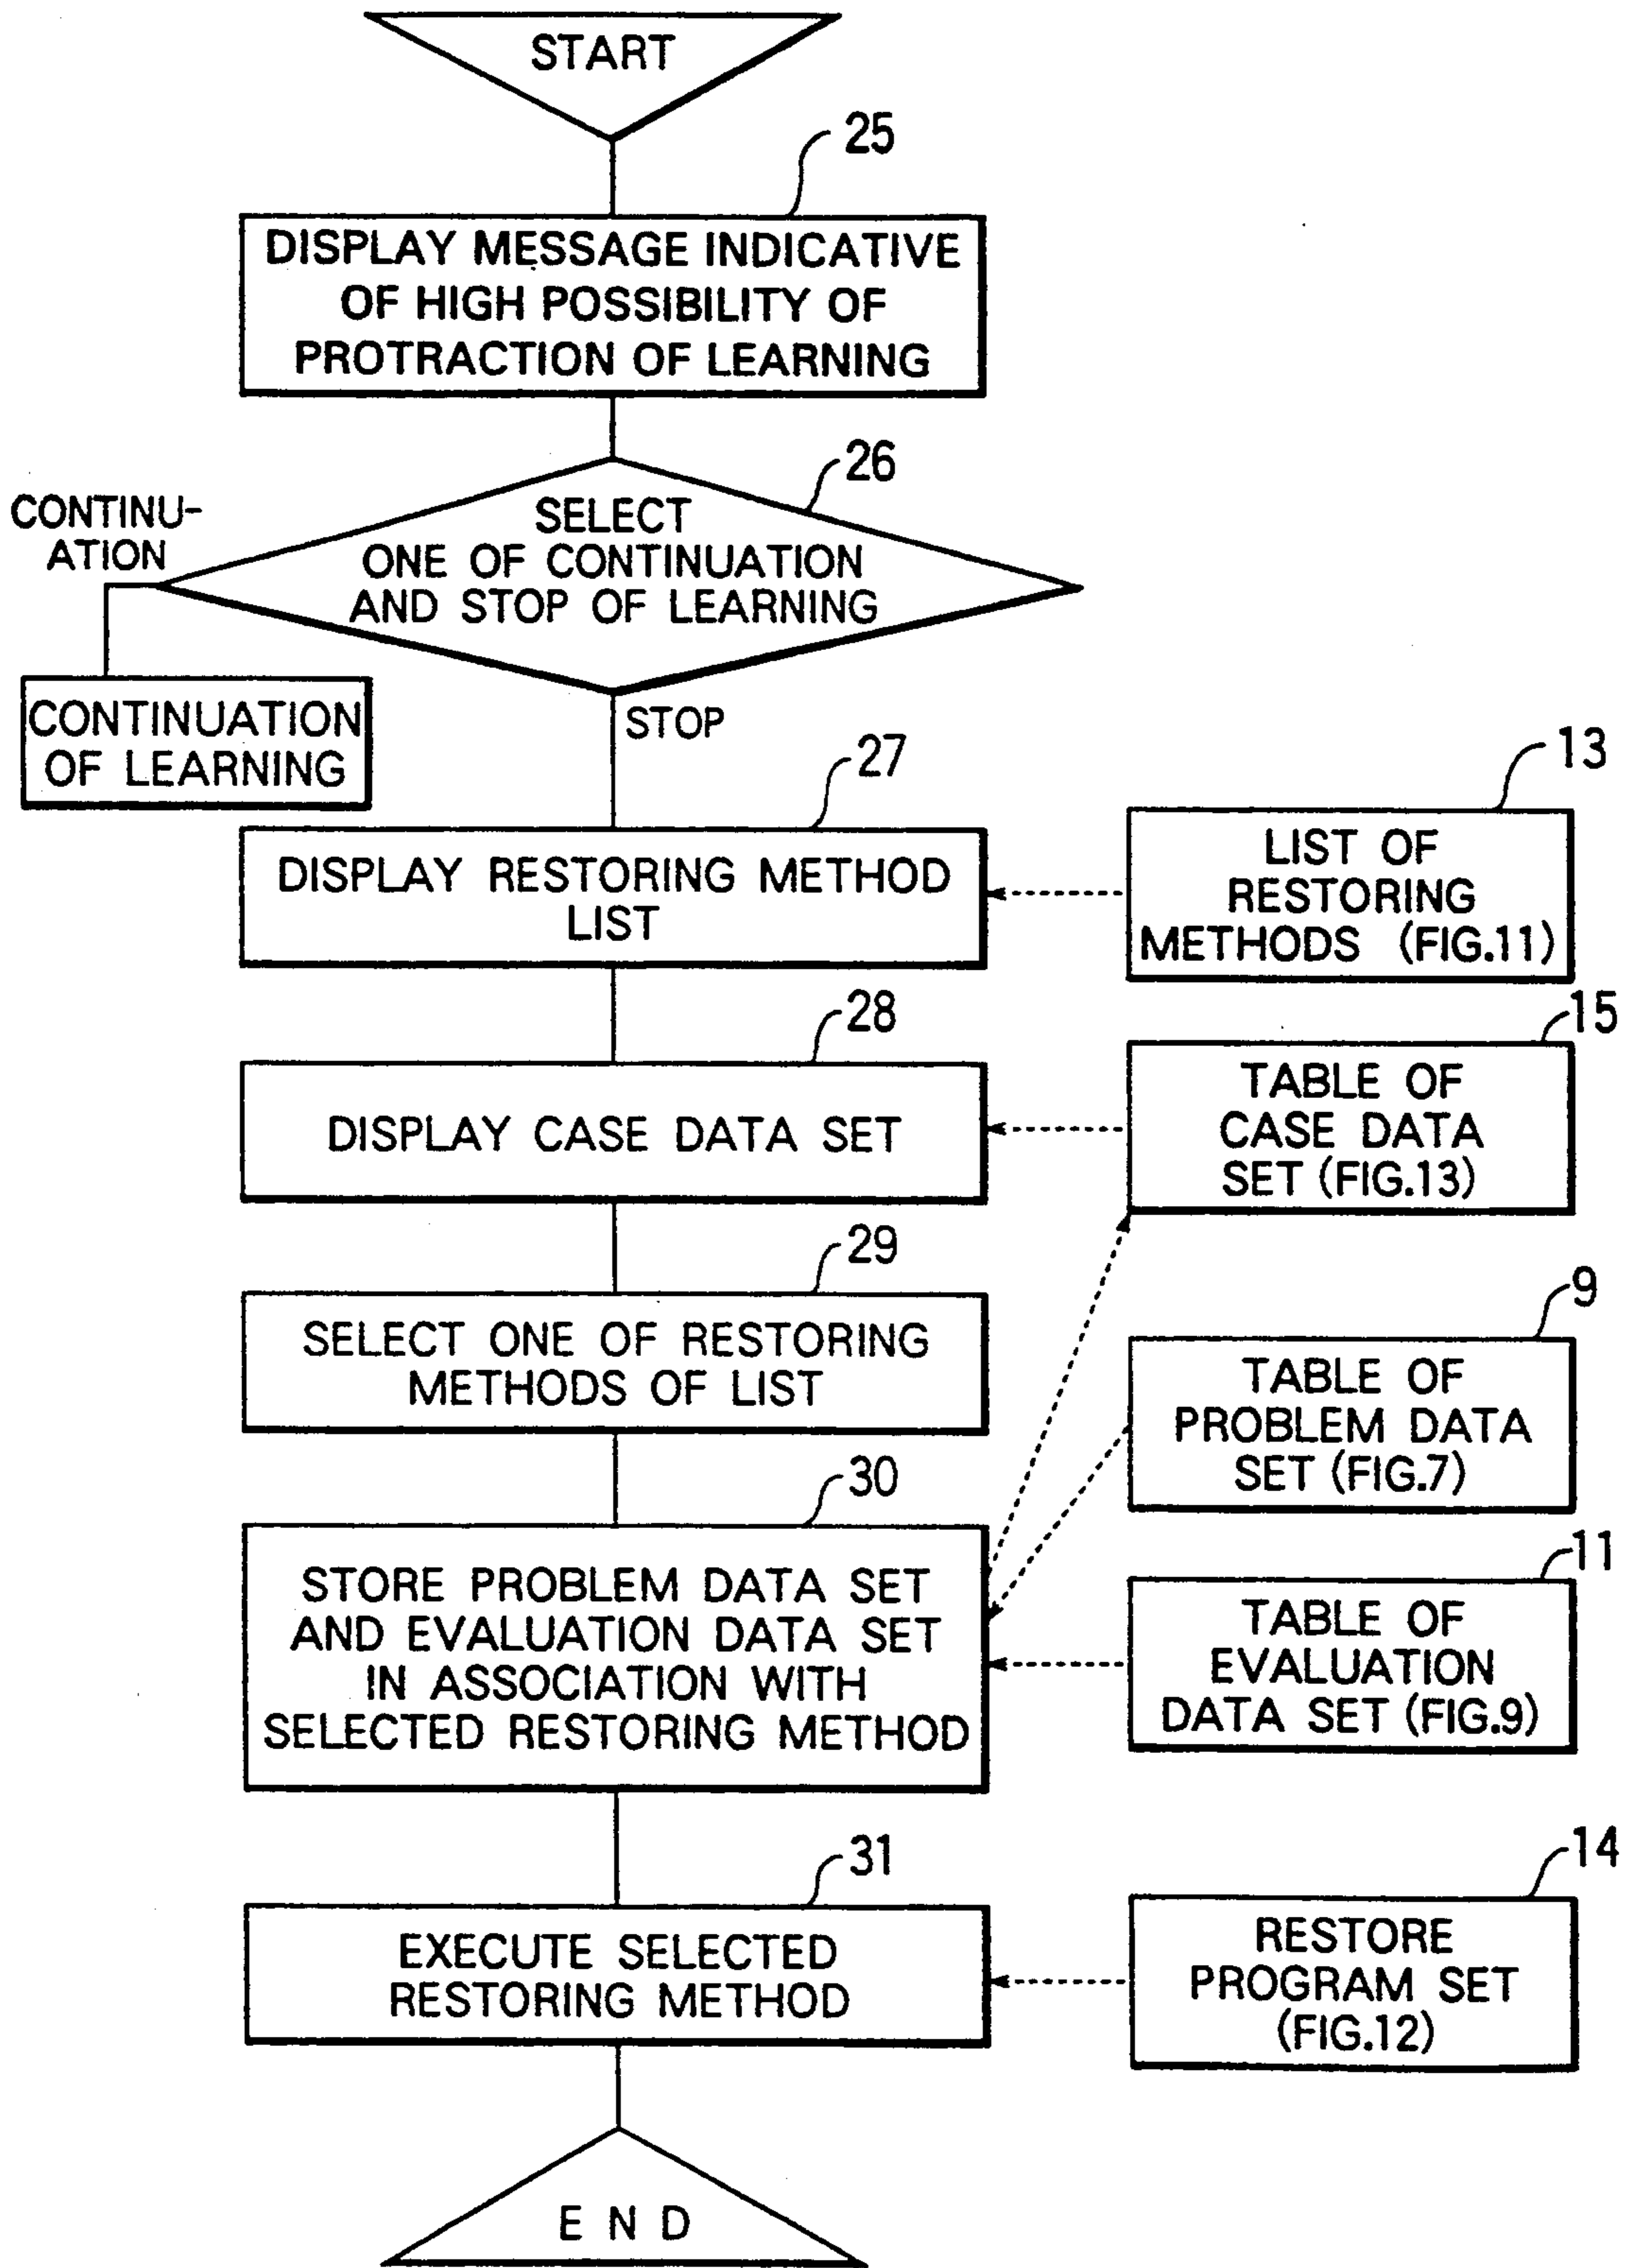 START
25
DISPLAY MESSAGE INDICATIVE
OF HIGH POSSIBILITY OF
PROTRACTION OF LEARNING
26
CONTINU-
ATION
SELECT
ONE OF CONTINUATION
AND STOP OF LEARNING
CONTINUATION
OF LEARNING
STOP
27
DISPLAY RESTORING METHOD
LIST
13
LIST OF
RESTORING
METHODS (FIG.11)
28
DISPLAY CASE DATA SET
15
TABLE OF
CASE DATA
SET (FIG.13)
29
SELECT ONE OF RESTORING
METHODS OF LIST
9
TABLE OF
PROBLEM DATA
SET (FIG.7)
30
STORE PROBLEM DATA SET
AND EVALUATION DATA SET
IN ASSOCIATION WITH
SELECTED RESTORING METHOD
11
TABLE OF
EVALUATION
DATA SET (FIG.9)
31
EXECUTE SELECTED
RESTORING METHOD
14
RESTORE
PROGRAM SET
(FIG.12)
END